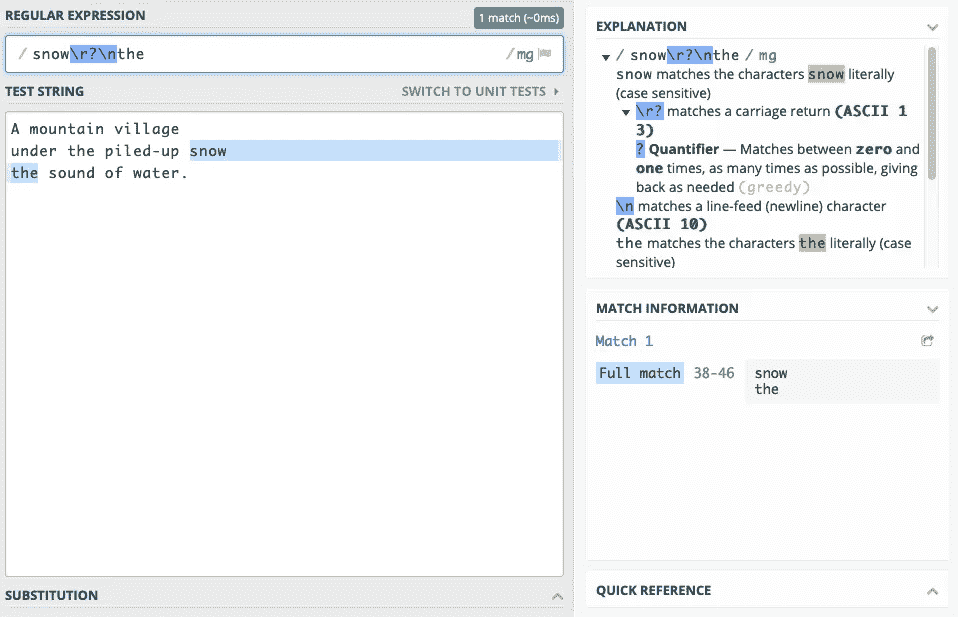 REGULAR EXPRESSION
1 match (~0ms)
/ snow\r?\nthe
/ mg
TEST STRING
SWITCH TO UNIT TESTS
A mountain village
under the piled-up snow
the sound of water.
SUBSTITUTION
EXPLANATION
/ snow\r?\nthe / mg
snow matches the characters snow literally
(case sensitive)
\r? matches a carriage return (ASCII 1
3)
? Quantifier — Matches between zero and
one times, as many times as possible, giving
back as needed (greedy)
\n matches a line-feed (newline) character
(ASCII 10)
the matches the characters the literally (case
sensitive)
MATCH INFORMATION
Match 1
Full match 38-46 snow
the
QUICK REFERENCE